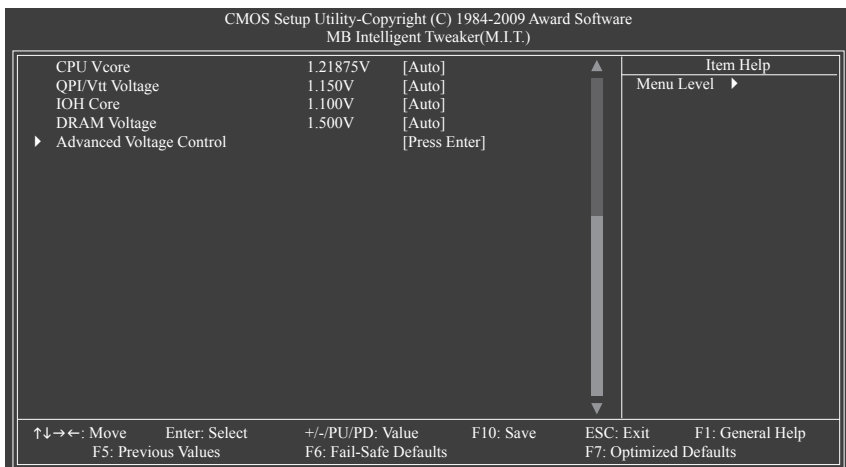 CMOS Setup Utility-Copyright (C) 1984-2009 Award Software
MB Intelligent Tweaker(M.I.T.)
CPU Vcore 1.21875V [Auto]
QPI/Vtt Voltage 1.150V [Auto]
IOH Core 1.100V [Auto]
DRAM Voltage 1.500V [Auto]
Advanced Voltage Control [Press Enter]
Item Help
Menu Level
↑↓→←: Move Enter: Select +/-/PU/PD: Value F10: Save ESC: Exit F1: General Help
F5: Previous Values F6: Fail-Safe Defaults F7: Optimized Defaults